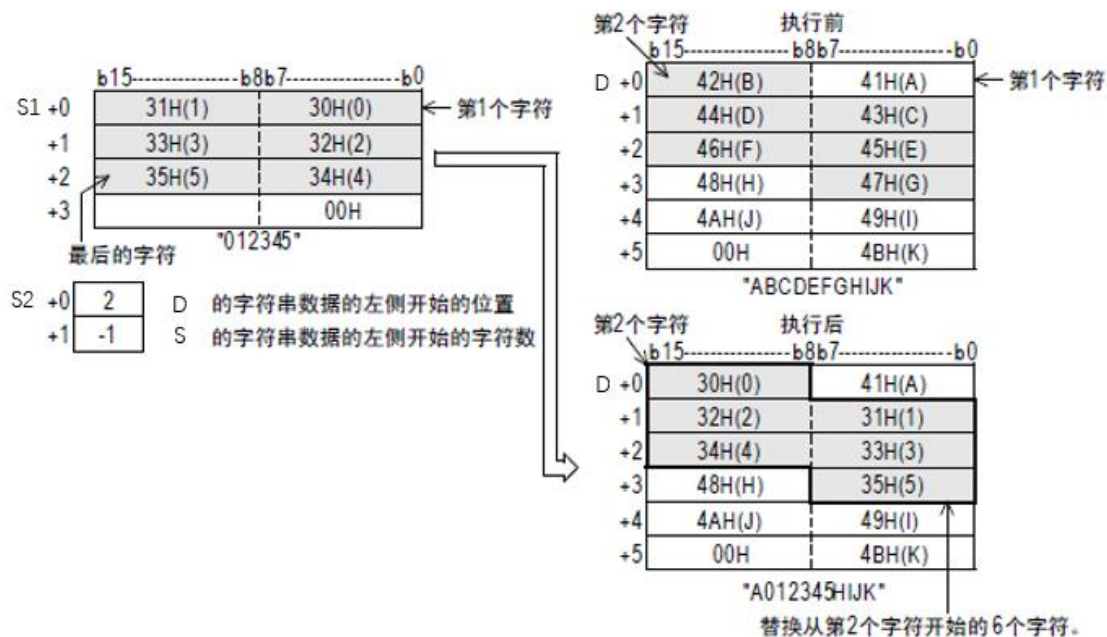 b15-------------b8b7-------------b0
S1 +0 31H(1) 30H(0) 第1个字符
+1 33H(3) 32H(2)
+2 35H(5) 34H(4)
+3 00H
"012345"
最后的字符
S2 +0 2 D 的字符串数据的左侧开始的位置
+1 -1 S 的字符串数据的左侧开始的字符数
第2个字符 执行前
b15-------------b8b7-------------b0
D +0 42H(B) 41H(A) 第1个字符
+1 44H(D) 43H(C)
+2 46H(F) 45H(E)
+3 48H(H) 47H(G)
+4 4AH(J) 49H(I)
+5 00H 4BH(K)
"ABCDEFGHIJK"
第2个字符 执行后
b15-------------b8b7-------------b0
D +0 30H(0) 41H(A)
+1 32H(2) 31H(1)
+2 34H(4) 33H(3)
+3 48H(H) 35H(5)
+4 4AH(J) 49H(I)
+5 00H 4BH(K)
"A012345HIJK"
替换从第2个字符开始的6个字符。